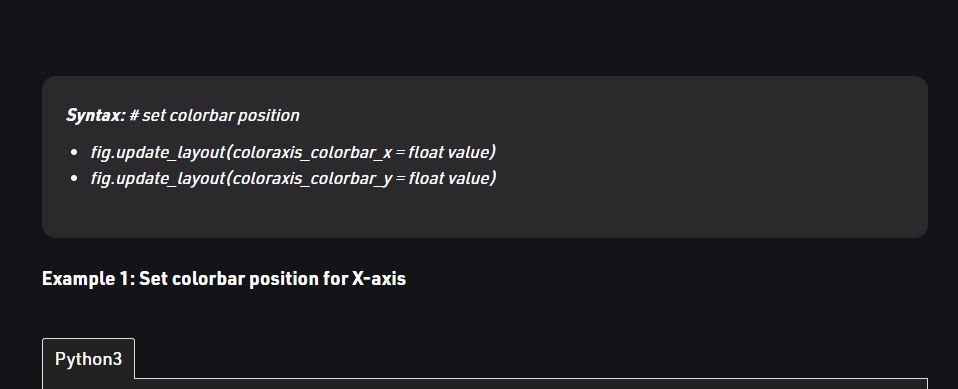 Syntax: # set colorbar position
• fig.update_layout(coloraxis_colorbar_x = float value)
• fig.update_layout(coloraxis_colorbar_y = float value)
Example 1: Set colorbar position for X-axis
Python3